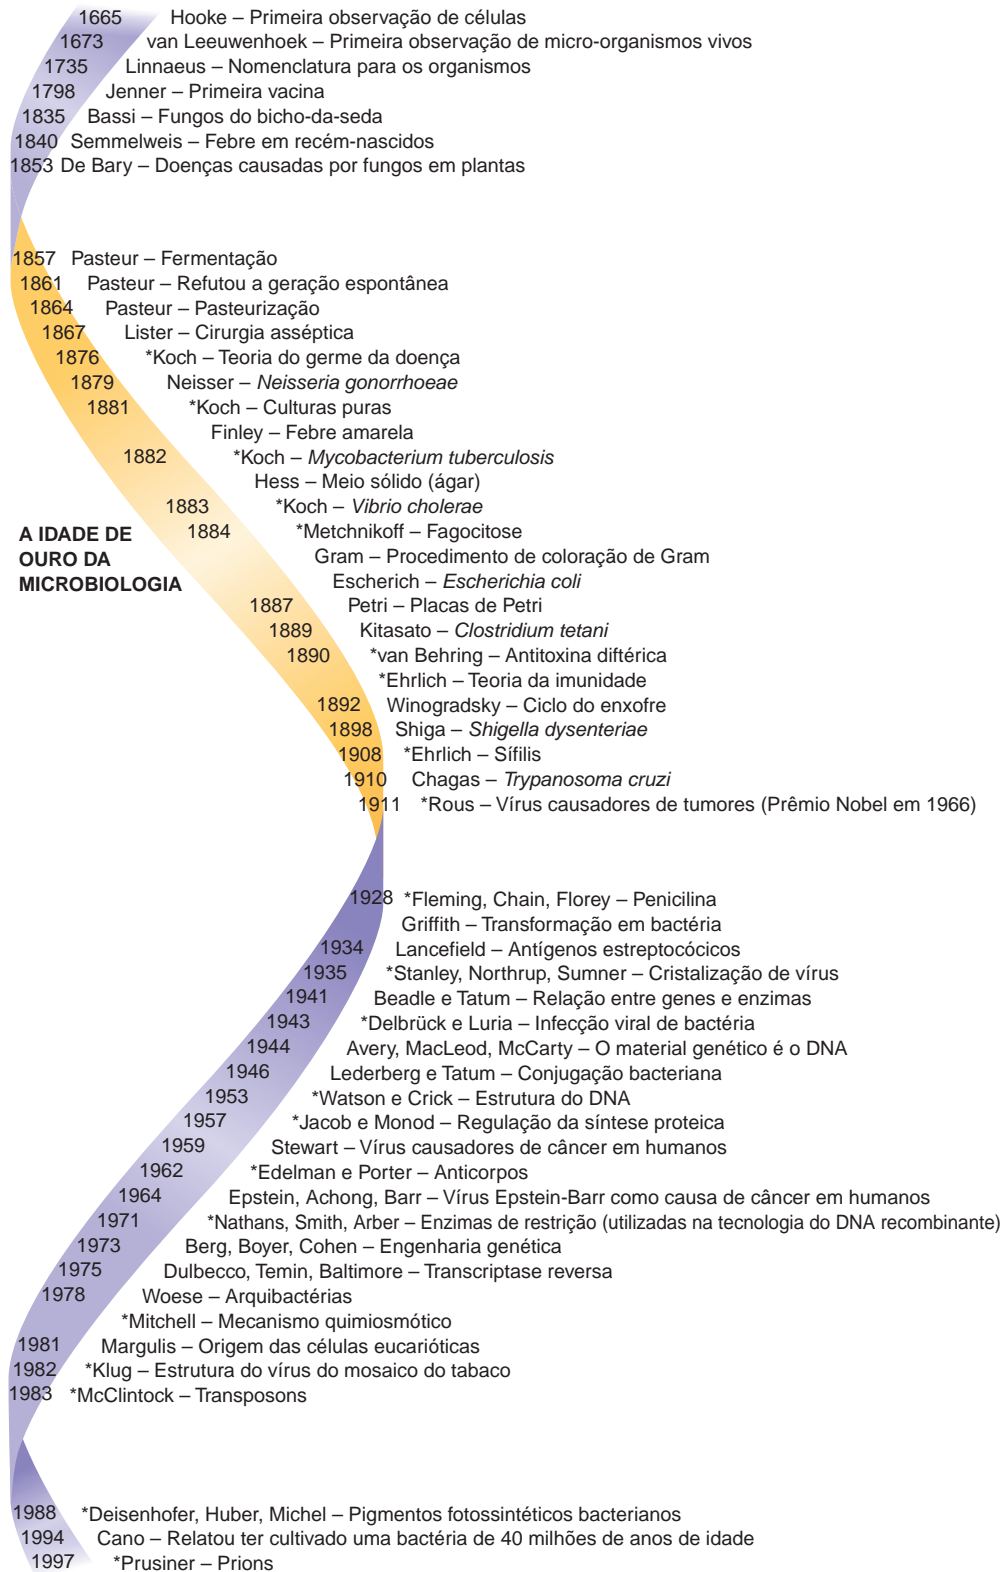 1665 Hooke – Primeira observação de células
1673 van Leeuwenhoek – Primeira observação de micro-organismos vivos
1735 Linnaeus – Nomenclatura para os organismos
1798 Jenner – Primeira vacina
1835 Bassi – Fungos do bicho-da-seda
1840 Semmelweis – Febre em recém-nascidos
1853 De Bary – Doenças causadas por fungos em plantas
1857 Pasteur – Fermentação
1861 Pasteur – Refutou a geração espontânea
1864 Pasteur – Pasteurização
1867 Lister – Cirurgia asséptica
1876 *Koch – Teoria do germe da doença
1879 Neisser – Neisseria gonorrhoeae
1881 *Koch – Culturas puras
Finley – Febre amarela
1882 *Koch – Mycobacterium tuberculosis
Hess – Meio sólido (ágar)
1883 *Koch – Vibrio cholerae
A IDADE DE
OURO DA
MICROBIOLOGIA
1884 *Metchnikoff – Fagocitose
Gram – Procedimento de coloração de Gram
Escherich – Escherichia coli
1887 Petri – Placas de Petri
1889 Kitasato – Clostridium tetani
1890 *van Behring – Antitoxina diftérica
*Ehrlich – Teoria da imunidade
1892 Winogradsky – Ciclo do enxofre
1898 Shiga – Shigella dysenteriae
1908 *Ehrlich – Sífilis
1910 Chagas – Trypanosoma cruzi
1911 *Rous – Vírus causadores de tumores (Prêmio Nobel em 1966)
1928 *Fleming, Chain, Florey – Penicilina
Griffith – Transformação em bactéria
1934 Lancefield – Antígenos estreptocócicos
1935 *Stanley, Northrup, Sumner – Cristalização de vírus
1941 Beadle e Tatum – Relação entre genes e enzimas
1943 *Delbrück e Luria – Infecção viral de bactéria
1944 Avery, MacLeod, McCarty – O material genético é o DNA
1946 Lederberg e Tatum – Conjugação bacteriana
1953 *Watson e Crick – Estrutura do DNA
1957 *Jacob e Monod – Regulação da síntese proteica
1959 Stewart – Vírus causadores de câncer em humanos
1962 *Edelman e Porter – Anticorpos
1964 Epstein, Achong, Barr – Vírus Epstein-Barr como causa de câncer em humanos
1971 *Nathans, Smith, Arber – Enzimas de restrição (utilizadas na tecnologia do DNA recombinante)
1973 Berg, Boyer, Cohen – Engenharia genética
1975 Dulbecco, Temin, Baltimore – Transcriptase reversa
1978 Woese – Arquibactérias
*Mitchell – Mecanismo quimiosmótico
1981 Margulis – Origem das células eucarióticas
1982 *Klug – Estrutura do vírus do mosaico do tabaco
1983 *McClintock – Transposons
1988 *Deisenhofer, Huber, Michel – Pigmentos fotossintéticos bacterianos
1994 Cano – Relatou ter cultivado uma bactéria de 40 milhões de anos de idade
1997 *Prusiner – Prions